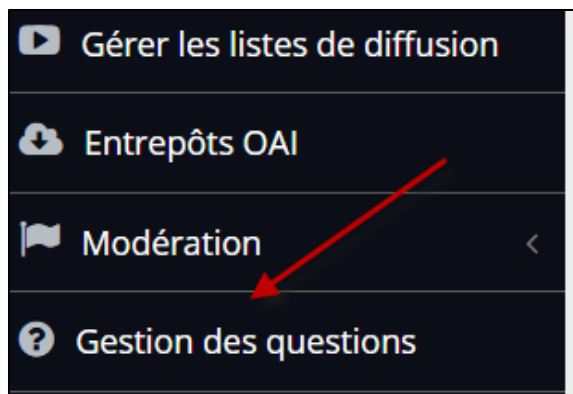 Gérer les listes de diffusion
Entrepôts OAI
Modération
Gestion des questions